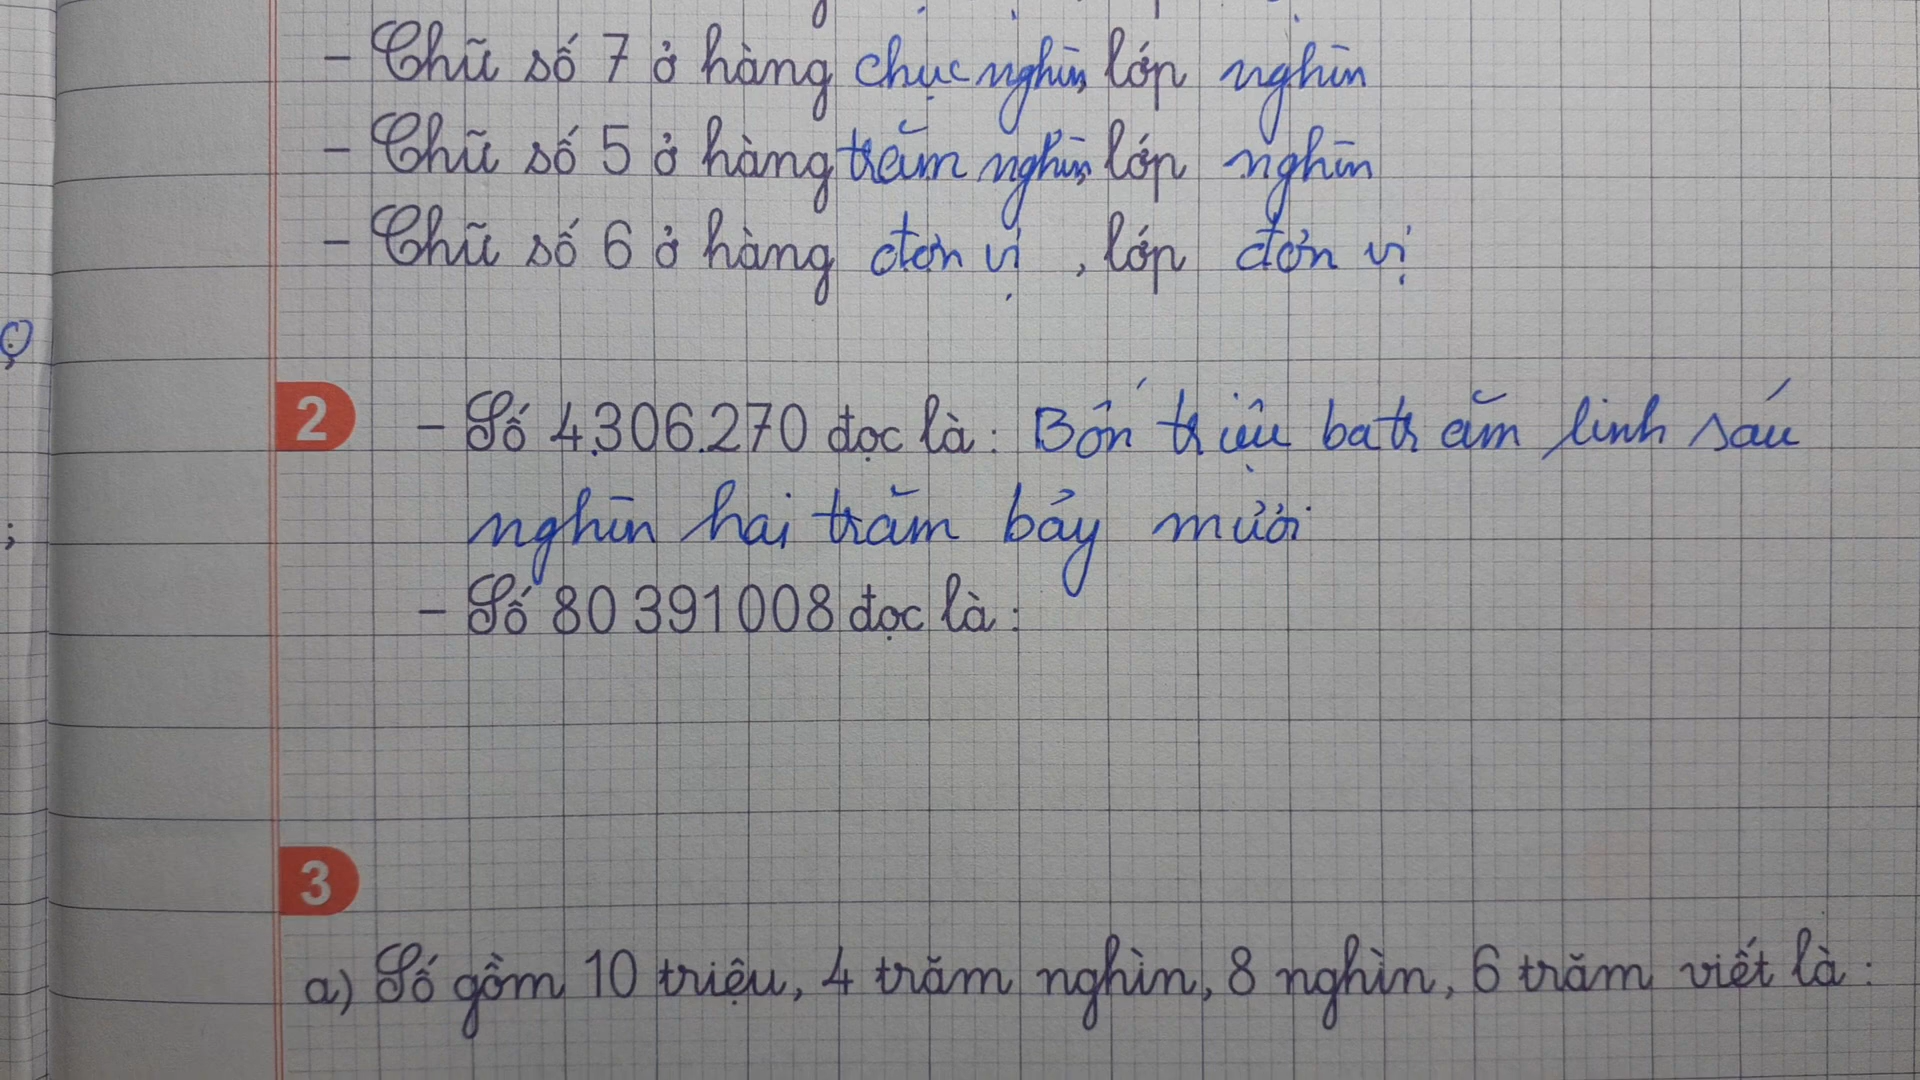 - Chữ số 7 ở hàng chục nghìn, lớp nghìn
- Chữ số 5 ở hàng trăm nghìn, lớp nghìn
- Chữ số 6 ở hàng đơn vị, lớp đơn vị
2 - Số 4.306.270 đọc là: Bốn triệu ba trăm linh sáu
nghìn hai trăm bảy mươi
- Số 80 391 008 đọc là:
3
a) Số gồm 10 triệu, 4 trăm nghìn, 8 nghìn, 6 trăm viết là: